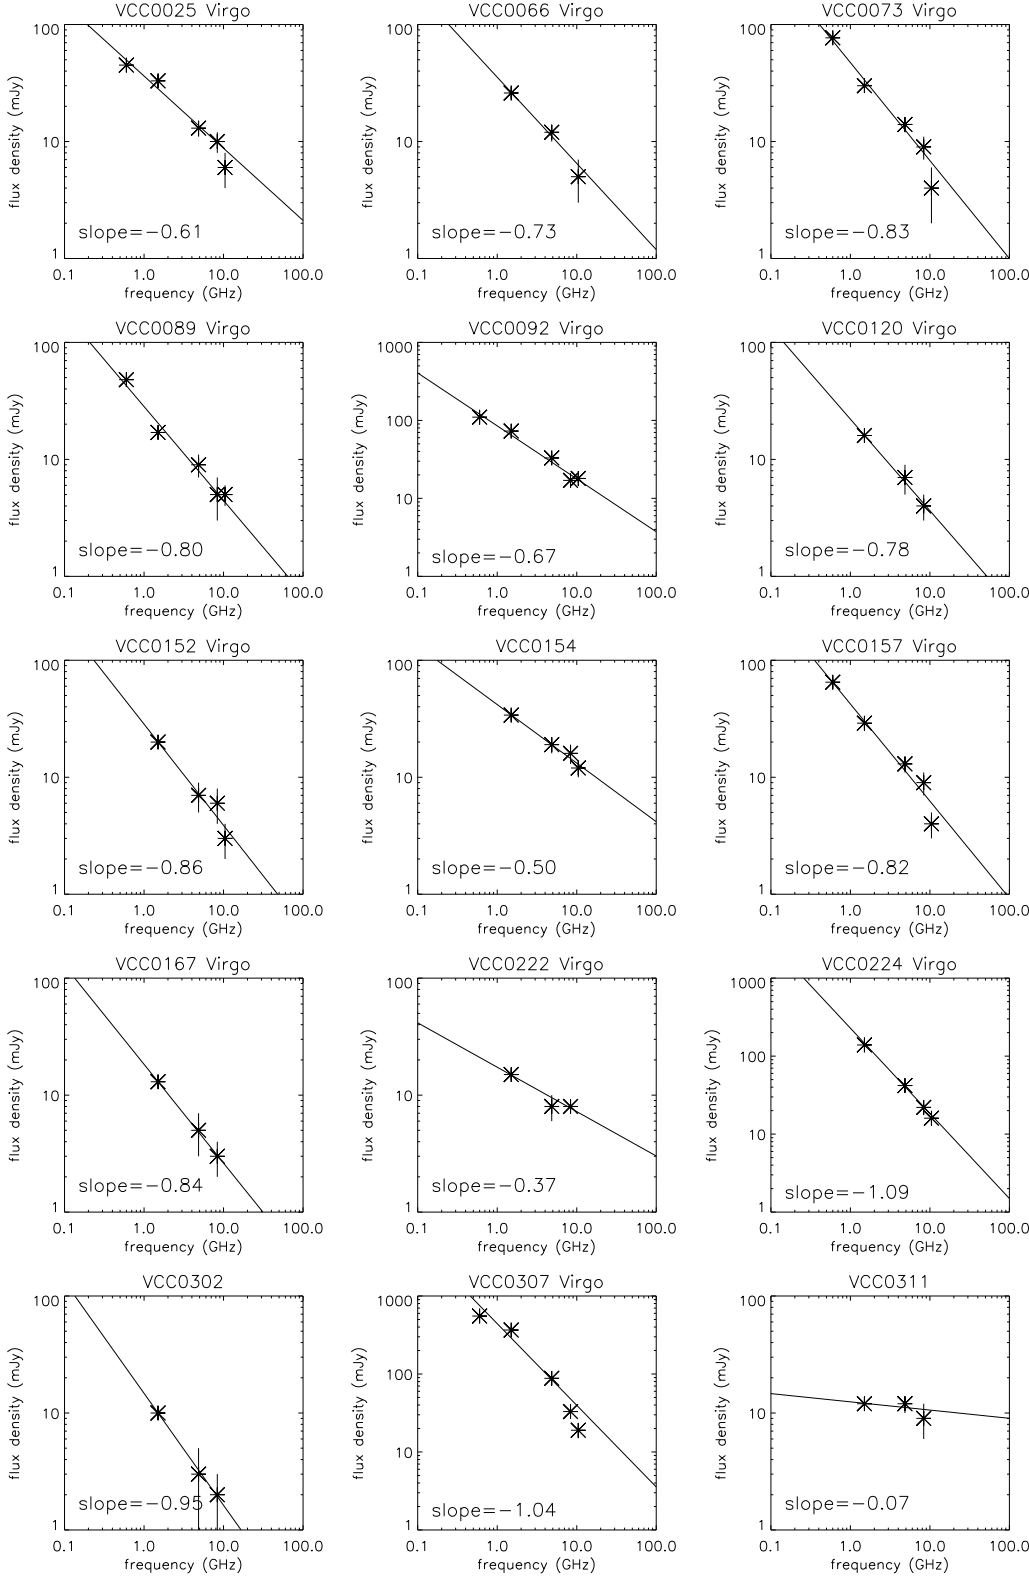 VCC0025 Virgo
100
10
1
flux density (mJy)
slope=−0.61
0.1 1.0 10.0 100.0
frequency (GHz)
VCC0066 Virgo
100
10
1
flux density (mJy)
slope=−0.73
0.1 1.0 10.0 100.0
frequency (GHz)
VCC0073 Virgo
100
10
1
flux density (mJy)
slope=−0.83
0.1 1.0 10.0 100.0
frequency (GHz)
VCC0089 Virgo
100
10
1
flux density (mJy)
slope=−0.80
0.1 1.0 10.0 100.0
frequency (GHz)
VCC0092 Virgo
1000
100
10
1
flux density (mJy)
slope=−0.67
0.1 1.0 10.0 100.0
frequency (GHz)
VCC0120 Virgo
100
10
1
flux density (mJy)
slope=−0.78
0.1 1.0 10.0 100.0
frequency (GHz)
VCC0152 Virgo
100
10
1
flux density (mJy)
slope=−0.86
0.1 1.0 10.0 100.0
frequency (GHz)
VCC0154
100
10
1
flux density (mJy)
slope=−0.50
0.1 1.0 10.0 100.0
frequency (GHz)
VCC0157 Virgo
100
10
1
flux density (mJy)
slope=−0.82
0.1 1.0 10.0 100.0
frequency (GHz)
VCC0167 Virgo
100
10
1
flux density (mJy)
slope=−0.84
0.1 1.0 10.0 100.0
frequency (GHz)
VCC0222 Virgo
100
10
1
flux density (mJy)
slope=−0.37
0.1 1.0 10.0 100.0
frequency (GHz)
VCC0224 Virgo
1000
100
10
1
flux density (mJy)
slope=−1.09
0.1 1.0 10.0 100.0
frequency (GHz)
VCC0302
100
10
1
flux density (mJy)
slope=−0.95
0.1 1.0 10.0 100.0
frequency (GHz)
VCC0307 Virgo
1000
100
10
1
flux density (mJy)
slope=−1.04
0.1 1.0 10.0 100.0
frequency (GHz)
VCC0311
100
10
1
flux density (mJy)
slope=−0.07
0.1 1.0 10.0 100.0
frequency (GHz)